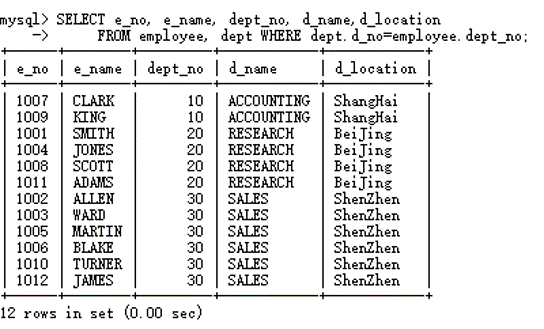 mysql> SELECT e_no, e_name, dept_no, d_name,d_location
    -> FROM employee, dept WHERE dept.d_no=employee.dept_no;
| e_no | e_name | dept_no | d_name | d_location |
| 1007 | CLARK | 10 | ACCOUNTING | ShangHai |
| 1009 | KING | 10 | ACCOUNTING | ShangHai |
| 1001 | SMITH | 20 | RESEARCH | BeiJing |
| 1004 | JONES | 20 | RESEARCH | BeiJing |
| 1008 | SCOTT | 20 | RESEARCH | BeiJing |
| 1011 | ADAMS | 20 | RESEARCH | BeiJing |
| 1002 | ALLEN | 30 | SALES | ShenZhen |
| 1003 | WARD | 30 | SALES | ShenZhen |
| 1005 | MARTIN | 30 | SALES | ShenZhen |
| 1006 | BLAKE | 30 | SALES | ShenZhen |
| 1010 | TURNER | 30 | SALES | ShenZhen |
| 1012 | JAMES | 30 | SALES | ShenZhen |
12 rows in set (0.00 sec)